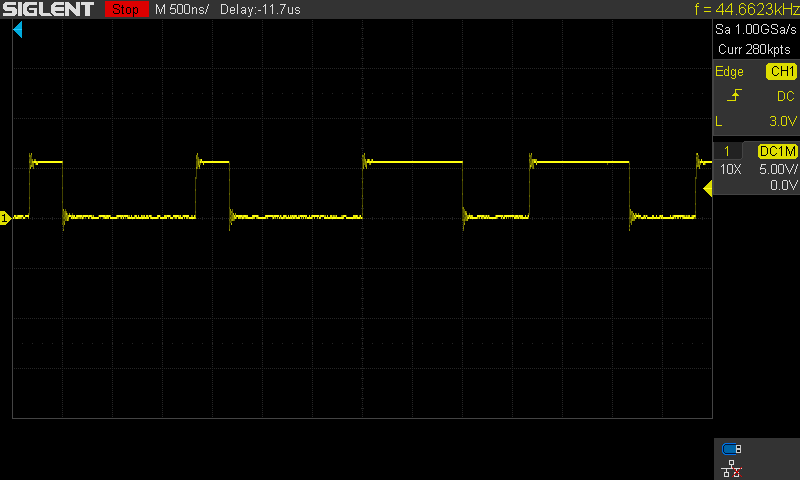 SIGLENT Stop M 500ns/ Delay:-11.7us f = 44.6623kHz
Sa 1.00GSa/s
Curr 280kpts
Edge CH1
DC
L 3.0V
1 DC1M
10X 5.00V/
0.0V
1